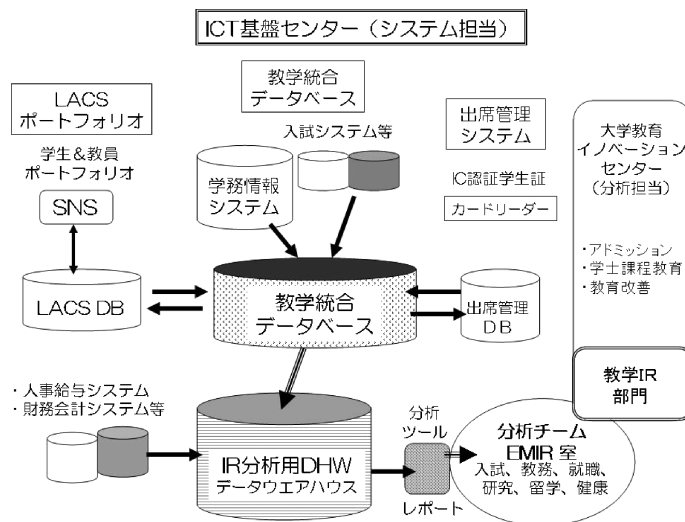 ICT基盤センター（システム担当）
LACS
ポートフォリオ
学生＆教員
ポートフォリオ
SNS
LACS DB
教学統合
データベース
入試システム等
学務情報
システム
出席管理
システム
IC認証学生証
カードリーダー
教学統合
データベース
出席管理
DB
大学教育
イノベーション
センター
（分析担当）
・アドミッション
・学士課程教育
・教育改善
教学IR
部門
・人事給与システム
・財務会計システム等
IR分析用DHW
データウエアハウス
分析
ツール
レポート
分析チーム
EMIR 室
入試、教務、就職、
研究、留学、健康